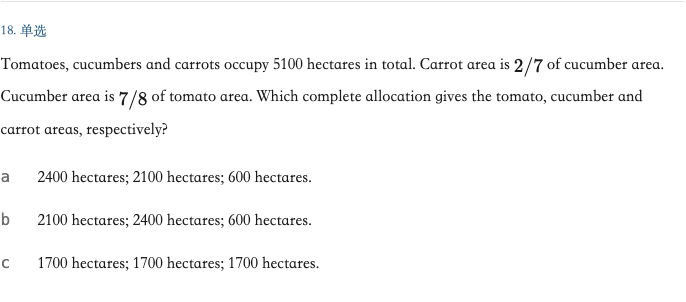 18. 单选
Tomatoes, cucumbers and carrots occupy 5100 hectares in total. Carrot area is 2/7 of cucumber area.
Cucumber area is 7/8 of tomato area. Which complete allocation gives the tomato, cucumber and
carrot areas, respectively?
a 2400 hectares; 2100 hectares; 600 hectares.
b 2100 hectares; 2400 hectares; 600 hectares.
c 1700 hectares; 1700 hectares; 1700 hectares.